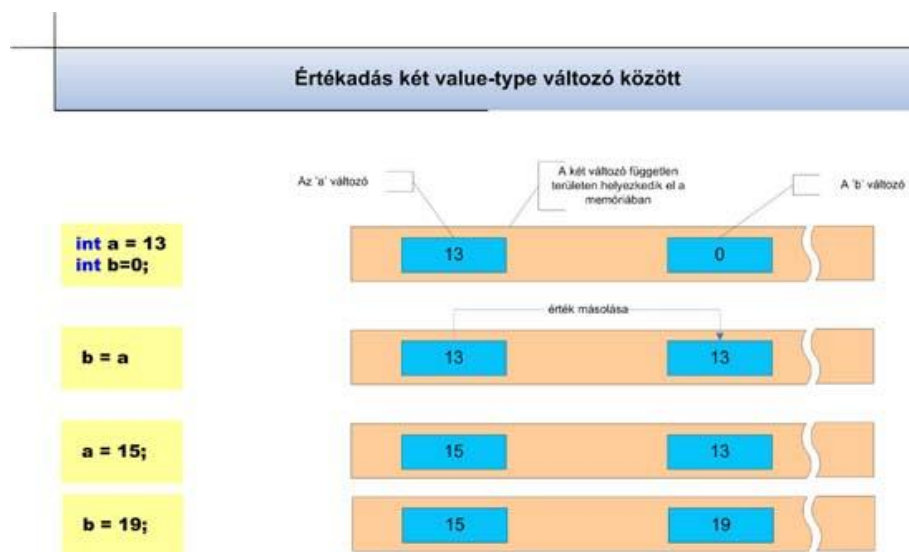 Értékadás két value-type változó között
Az 'a' változó
A két változó független
területen helyezkedik el a
memóriában
A 'b' változó
int a = 13
int b=0;
13
0
érték másolása
b = a
13
13
a = 15;
15
13
b = 19;
15
19